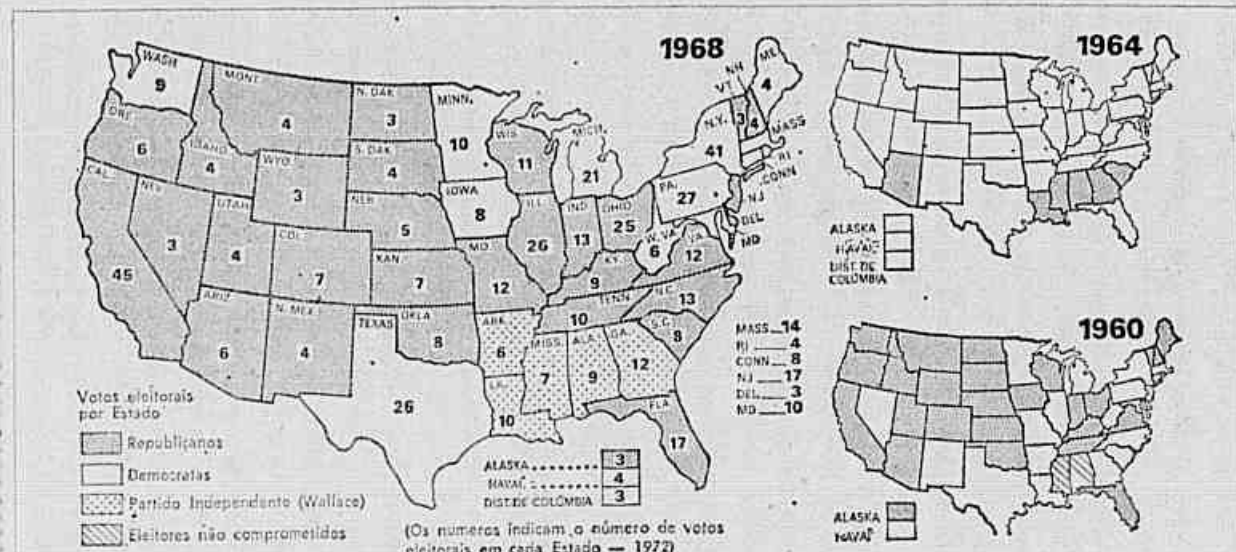 1968
WASH
9
MONT.
4
N. DAK
3
MINN.
10
ORE.
6
IDAHO
4
WYO.
3
S. DAK
4
WIS.
11
MICH.
21
N.Y.
41
VT.
3
NH
4
ME.
4
MASS
RI
CONN
NJ
DEL
MD
CAL.
45
NEV.
3
UTAH
4
COL.
7
NEB
5
IOWA
8
ILL
26
IND
13
OHIO
25
PA.
27
W. VA
6
VA.
12
KAN
7
MO.
12
KY.
9
TENN.
10
N.C.
13
S.C.
8
ARIZ
6
N. MEX
4
TEXAS
26
OKLA
8
ARK.
6
LA.
10
MISS.
7
ALA.
9
GA.
12
FLA.
17
MASS 14
RI 4
CONN 8
NJ 17
DEL 3
MD 10
Votos eleitorais
por Estado
Republicanos
Democratas
Partido Independente (Wallace)
Eleitores não comprometidos
ALASKA 3
HAVAÍ 4
DIST. DE COLÚMBIA 3
(Os números indicam o número de votos
eleitorais em cada Estado — 1972)
1964
ALASKA
HAVAÍ
DIST. DE
COLÚMBIA
1960
ALASKA
HAVAÍ